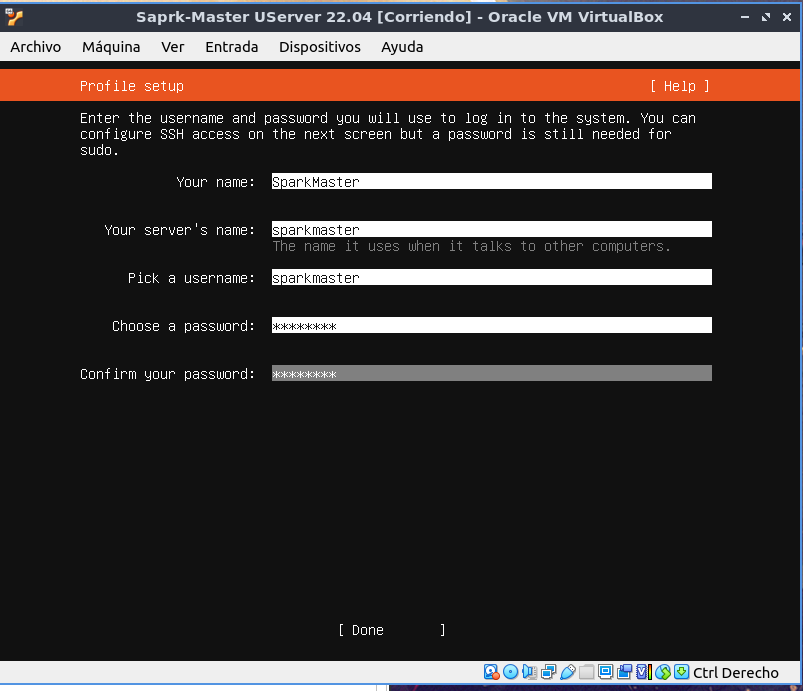 Saprk-Master UServer 22.04 [Corriendo] - Oracle VM VirtualBox
Archivo Máquina Ver Entrada Dispositivos Ayuda
Profile setup [ Help ]
Enter the username and password you will use to log in to the system. You can
configure SSH access on the next screen but a password is still needed for
sudo.
Your name: SparkMaster
Your server's name: sparkmaster
The name it uses when it talks to other computers.
Pick a username: sparkmaster
Choose a password: ********
Confirm your password: ********
[ Done ]
Ctrl Derecho